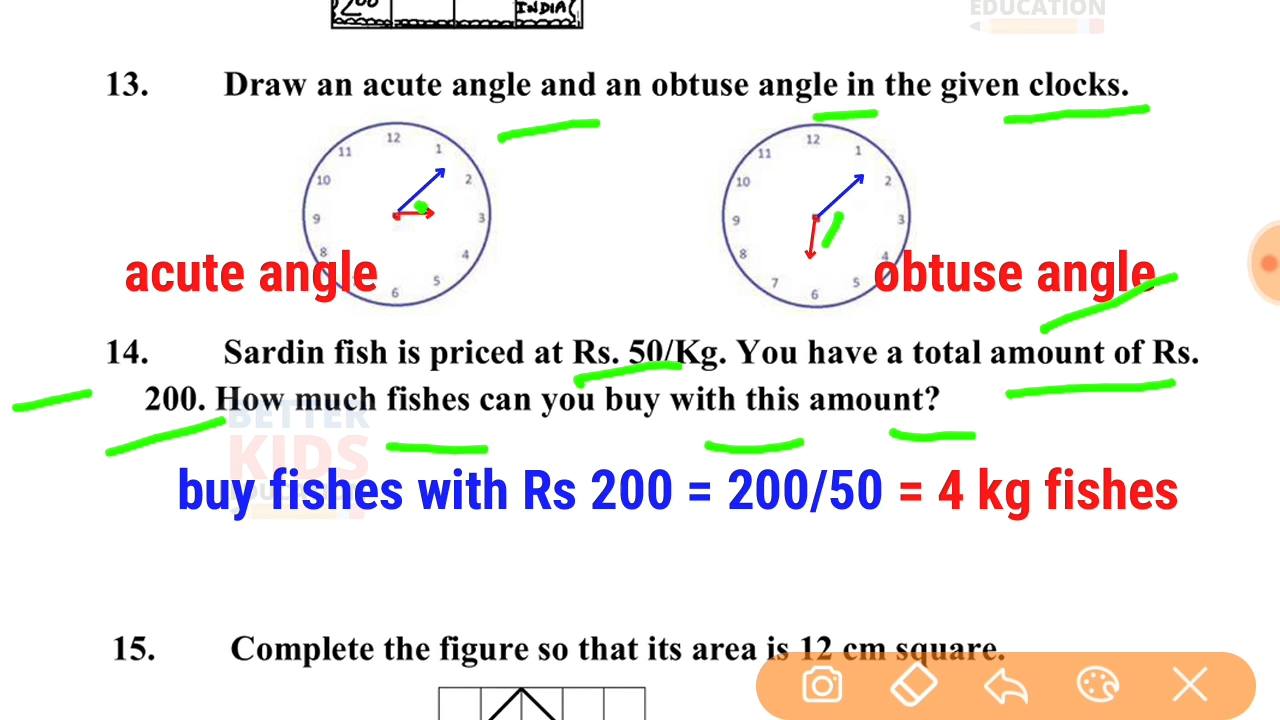 200 INDIA
EDUCATION
13. Draw an acute angle and an obtuse angle in the given clocks.
12
11 1
10 2
9 3
8 4
5
6
12
11 1
10 2
9 3
8 4
7 5
6
acute angle obtuse angle
14. Sardin fish is priced at Rs. 50/Kg. You have a total amount of Rs.
200. How much fishes can you buy with this amount?
BETTER
KIDS
buy fishes with Rs 200 = 200/50 = 4 kg fishes
15. Complete the figure so that its area is 12 cm square.